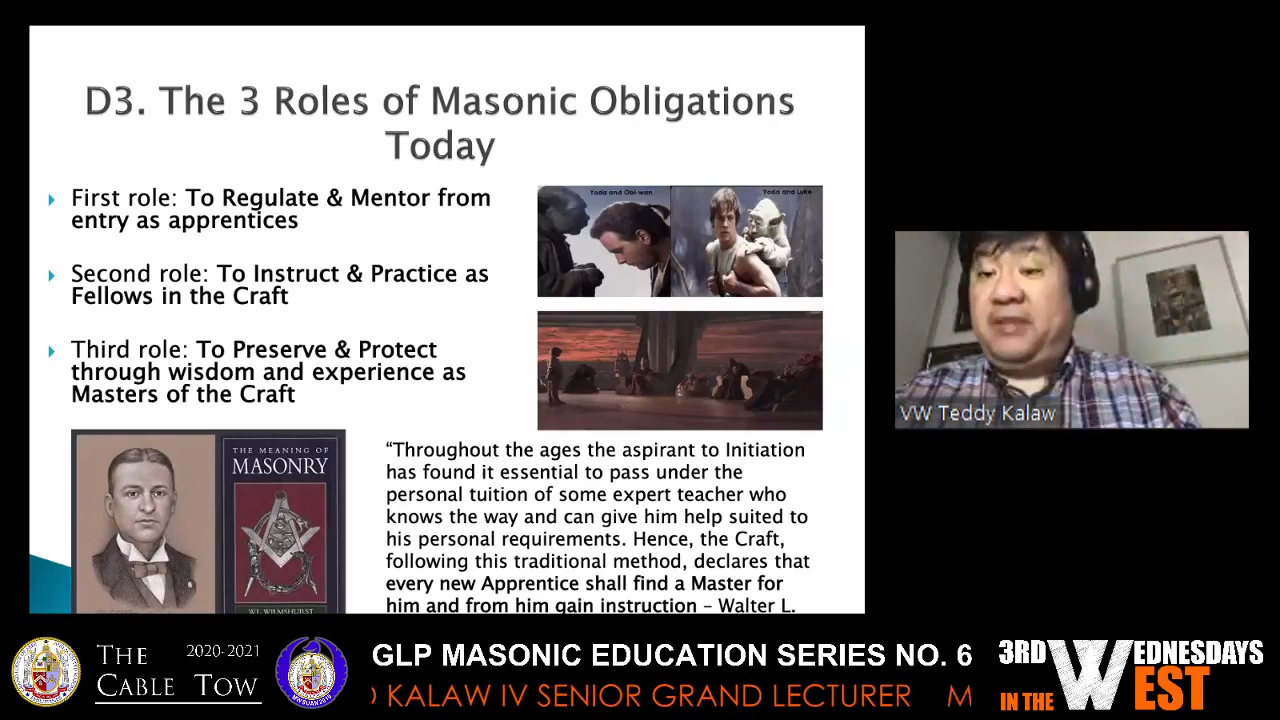 D3. The 3 Roles of Masonic Obligations
Today
First role: To Regulate & Mentor from
entry as apprentices
Second role: To Instruct & Practice as
Fellows in the Craft
Third role: To Preserve & Protect
through wisdom and experience as
Masters of the Craft
Yoda and Obi-wan
Yoda and Luke
THE MEANING OF
MASONRY
W.L. WILMSHURST
“Throughout the ages the aspirant to Initiation
has found it essential to pass under the
personal tuition of some expert teacher who
knows the way and can give him help suited to
his personal requirements. Hence, the Craft,
following this traditional method, declares that
every new Apprentice shall find a Master for
him and from him gain instruction – Walter L.
VW Teddy Kalaw
THE
CABLE TOW
2020-2021
GLP MASONIC EDUCATION SERIES NO. 6
KALAW IV SENIOR GRAND LECTURER M
3RD WEDNESDAYS
IN THE WEST